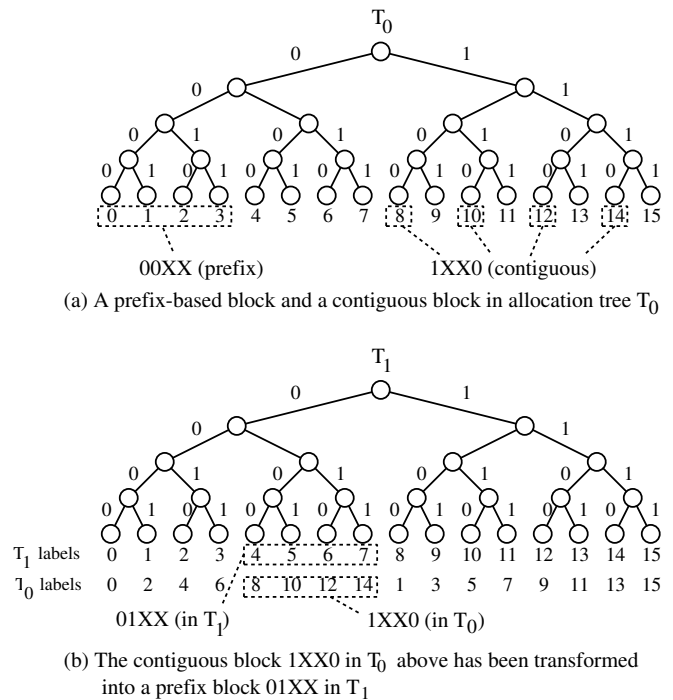 T0
0 1
0 1
0 1 0 1 0 1 0 1
0 1 0 1 0 1 0 1 0 1 0 1 0 1 0 1
0 1 2 3 4 5 6 7 8 9 10 11 12 13 14 15
00XX (prefix) 1XX0 (contiguous)
(a) A prefix-based block and a contiguous block in allocation tree T0
T1
0 1
0 1
0 1 0 1 0 1 0 1
0 1 0 1 0 1 0 1 0 1 0 1 0 1 0 1
T1 labels 0 1 2 3 4 5 6 7 8 9 10 11 12 13 14 15
T0 labels 0 2 4 6 8 10 12 14 1 3 5 7 9 11 13 15
01XX (in T1) 1XX0 (in T0)
(b) The contiguous block 1XX0 in T0 above has been transformed
into a prefix block 01XX in T1